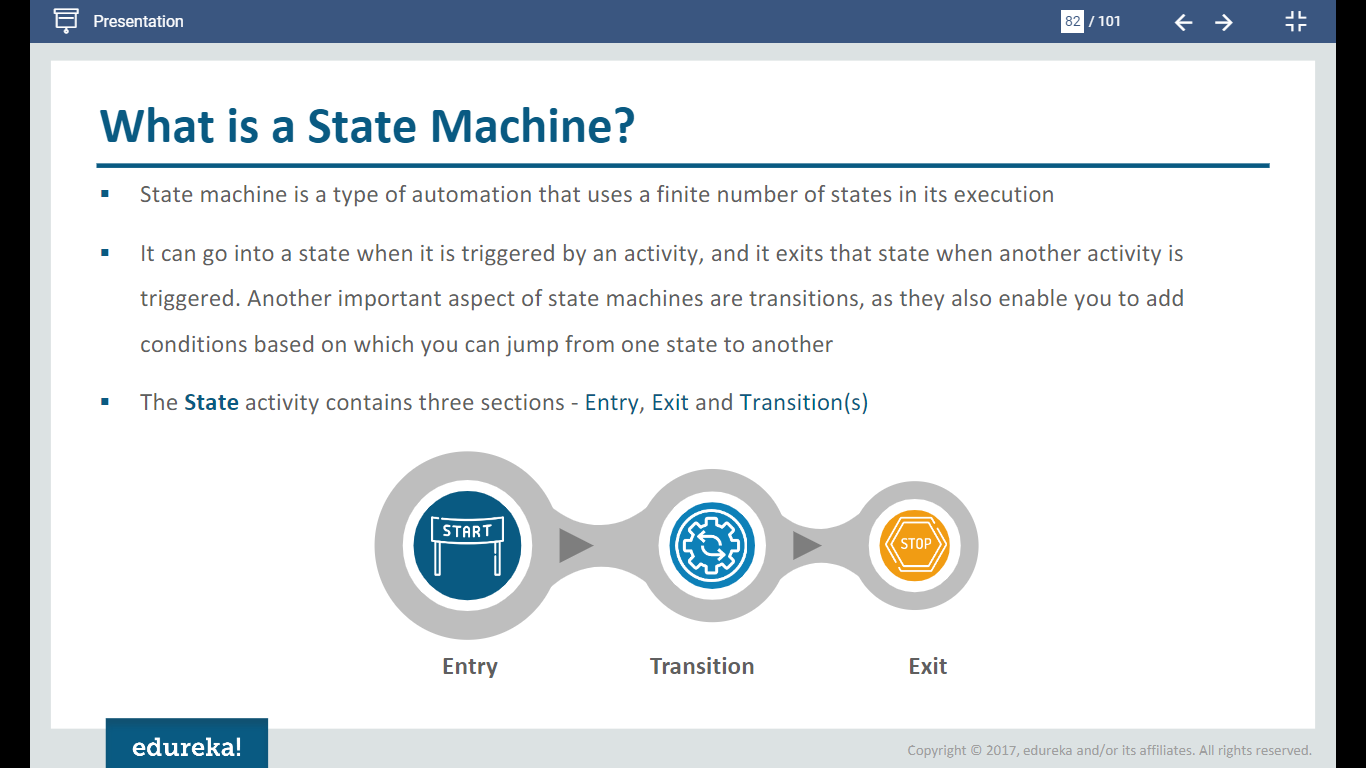 Presentation
82 / 101
What is a State Machine?
▪ State machine is a type of automation that uses a finite number of states in its execution
▪ It can go into a state when it is triggered by an activity, and it exits that state when another activity is
triggered. Another important aspect of state machines are transitions, as they also enable you to add
conditions based on which you can jump from one state to another
▪ The State activity contains three sections - Entry, Exit and Transition(s)
START
STOP
Entry
Transition
Exit
edureka!
Copyright © 2017, edureka and/or its affiliates. All rights reserved.